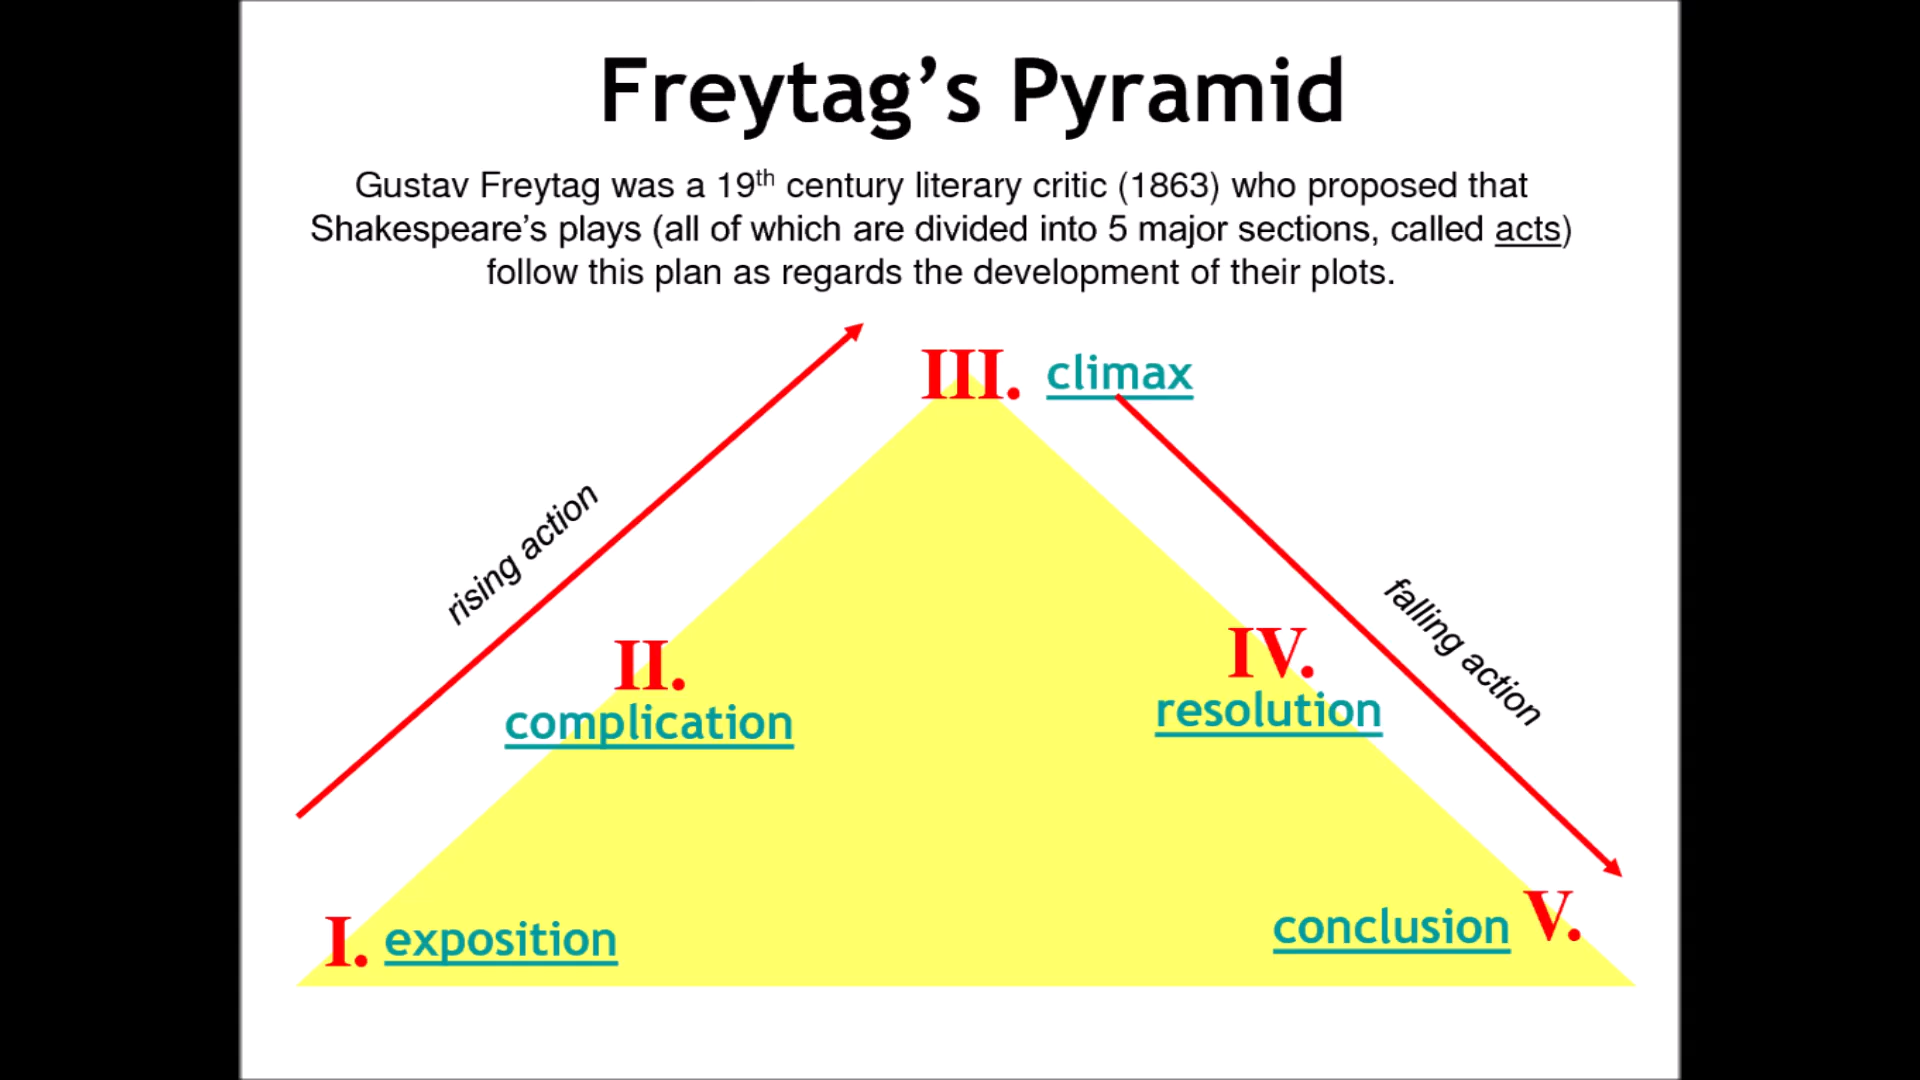 Freytag’s Pyramid
Gustav Freytag was a 19th century literary critic (1863) who proposed that
Shakespeare’s plays (all of which are divided into 5 major sections, called acts)
follow this plan as regards the development of their plots.
III. climax
rising action
falling action
II.
complication
IV.
resolution
I. exposition
conclusion V.